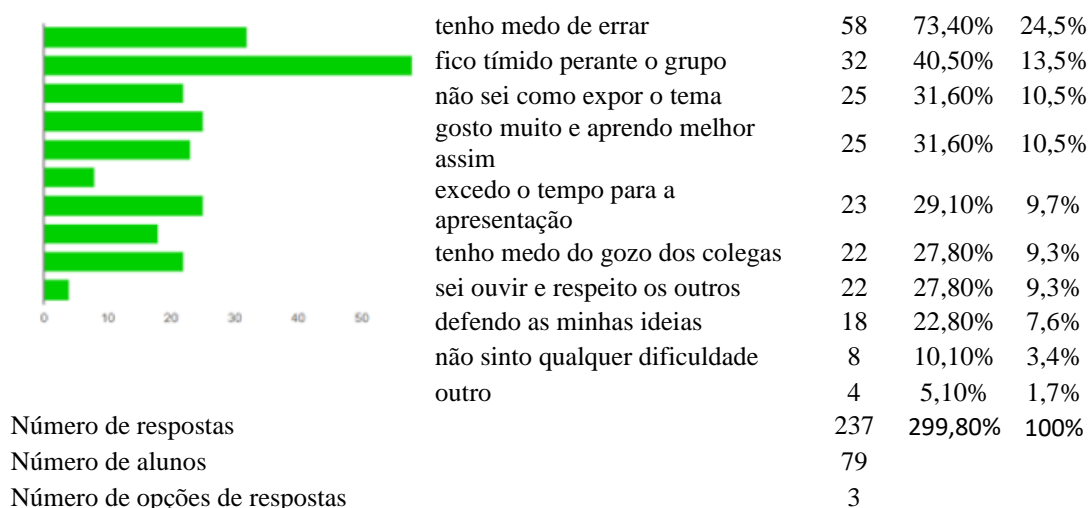 tenho medo de errar 58 73,40% 24,5%
fico tímido perante o grupo 32 40,50% 13,5%
não sei como expor o tema 25 31,60% 10,5%
gosto muito e aprendo melhor
assim 25 31,60% 10,5%
excedo o tempo para a
apresentação 23 29,10% 9,7%
tenho medo do gozo dos colegas 22 27,80% 9,3%
sei ouvir e respeito os outros 22 27,80% 9,3%
defendo as minhas ideias 18 22,80% 7,6%
não sinto qualquer dificuldade 8 10,10% 3,4%
outro 4 5,10% 1,7%
0 10 20 30 40 50
Número de respostas 237 299,80% 100%
Número de alunos 79
Número de opções de respostas 3